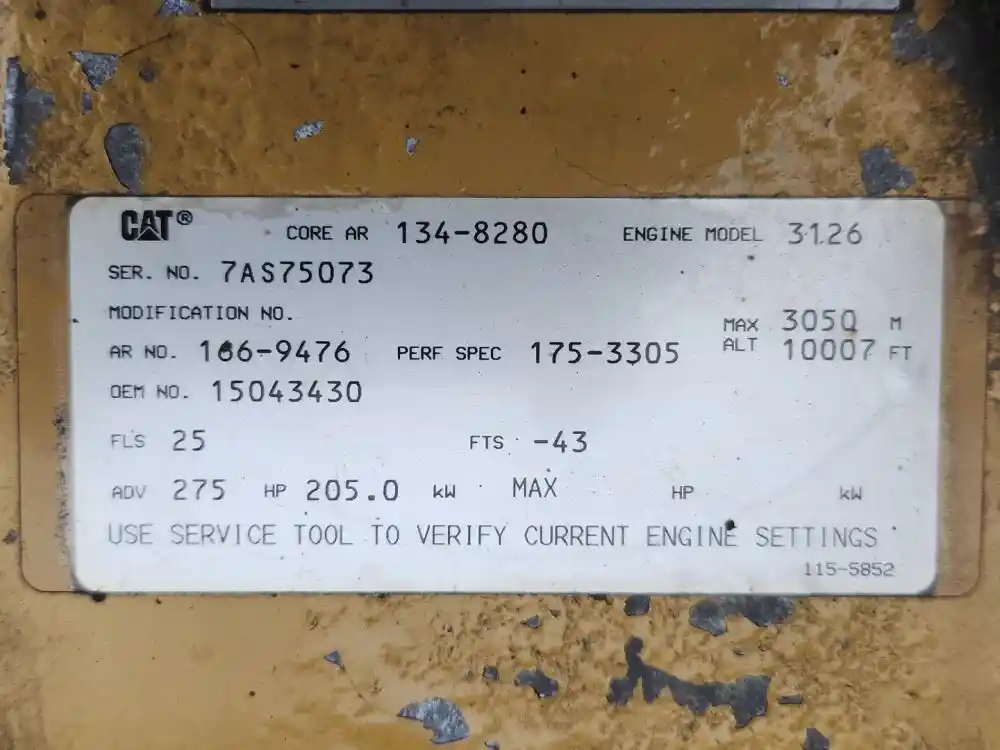 CAT® CORE AR 134-8280 ENGINE MODEL 3126
SER. NO. 7AS75073
MODIFICATION NO.
MAX ALT 3050 M
10007 FT
AR NO. 166-9476 PERF SPEC 175-3305
OEM NO. 15043430
FLS 25 FTS -43
ADV 275 HP 205.0 kW MAX HP kW
USE SERVICE TOOL TO VERIFY CURRENT ENGINE SETTINGS
115-5852